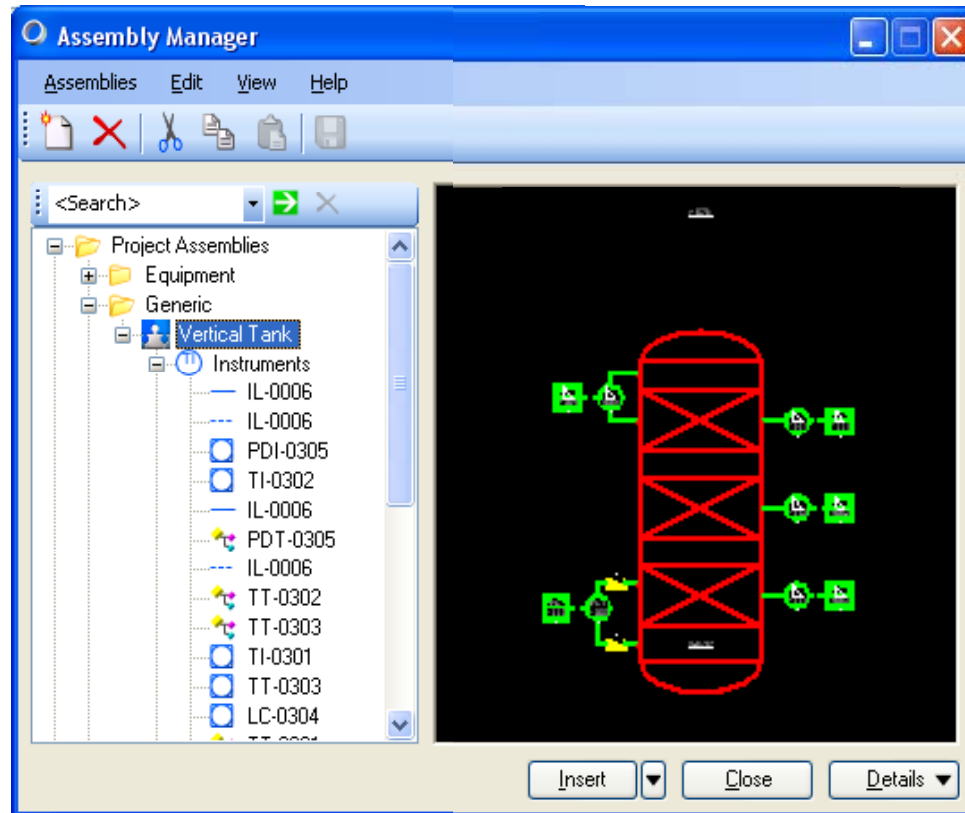 Assembly Manager
Assemblies Edit View Help
<Search>
Project Assemblies
Equipment
Generic
Vertical Tank
Instruments
IL-0006
IL-0006
PDI-0305
TI-0302
IL-0006
PDT-0305
IL-0006
TT-0302
TT-0303
TI-0301
TT-0303
LC-0304
Insert Close Details